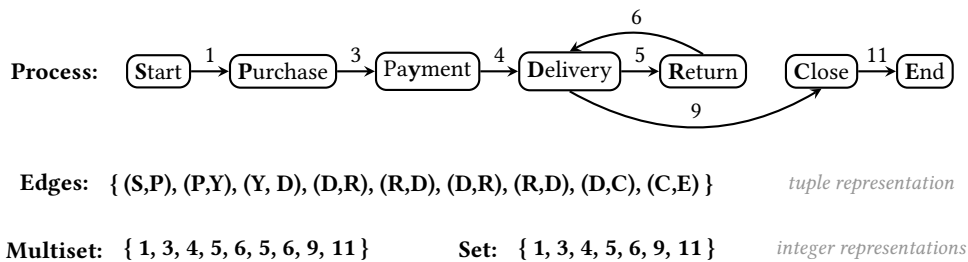 6
Process: Start 1 Purchase 3 Payment 4 Delivery 5 Return Close 11 End
9
Edges: { (S,P), (P,Y), (Y, D), (D,R), (R,D), (D,R), (R,D), (D,C), (C,E) } tuple representation
Multiset: { 1, 3, 4, 5, 6, 5, 6, 9, 11 } Set: { 1, 3, 4, 5, 6, 9, 11 } integer representations